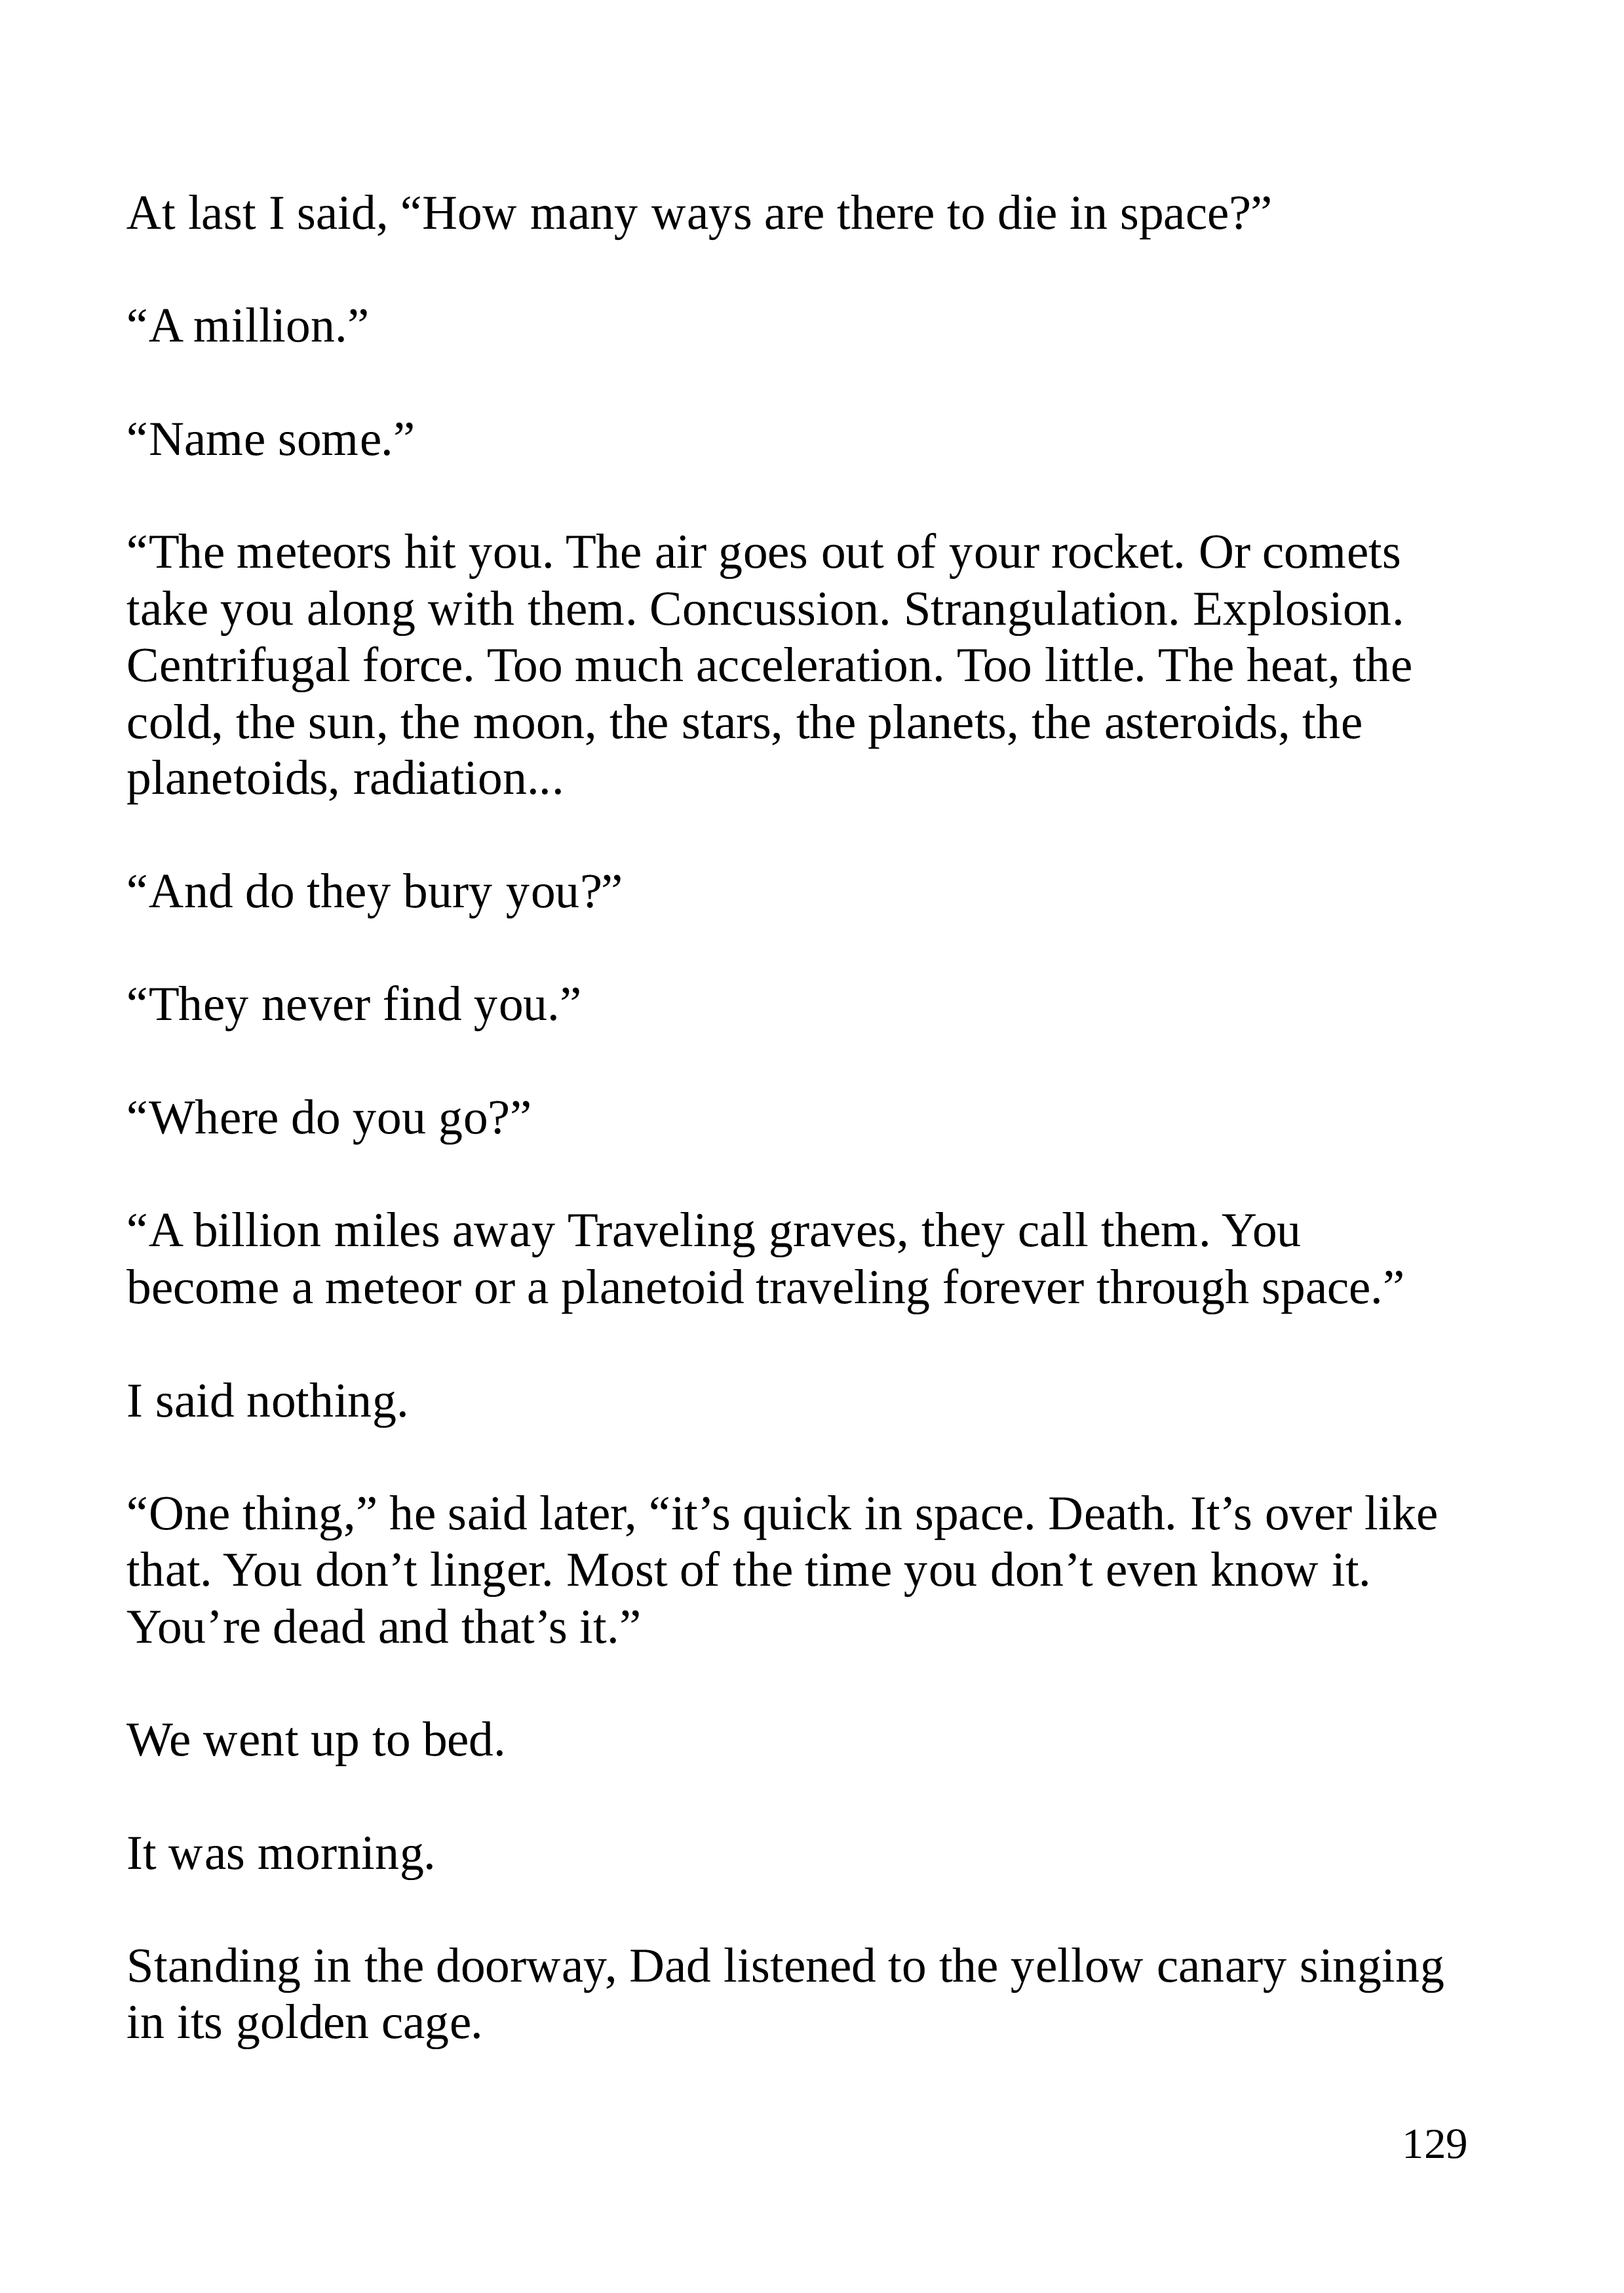 At last I said, “How many ways are there to die in space?”
“A million.”
“Name some.”
“The meteors hit you. The air goes out of your rocket. Or comets
take you along with them. Concussion. Strangulation. Explosion.
Centrifugal force. Too much acceleration. Too little. The heat, the
cold, the sun, the moon, the stars, the planets, the asteroids, the
planetoids, radiation...
“And do they bury you?”
“They never find you.”
“Where do you go?”
“A billion miles away Traveling graves, they call them. You
become a meteor or a planetoid traveling forever through space.”
I said nothing.
“One thing,” he said later, “it’s quick in space. Death. It’s over like
that. You don’t linger. Most of the time you don’t even know it.
You’re dead and that’s it.”
We went up to bed.
It was morning.
Standing in the doorway, Dad listened to the yellow canary singing
in its golden cage.
129